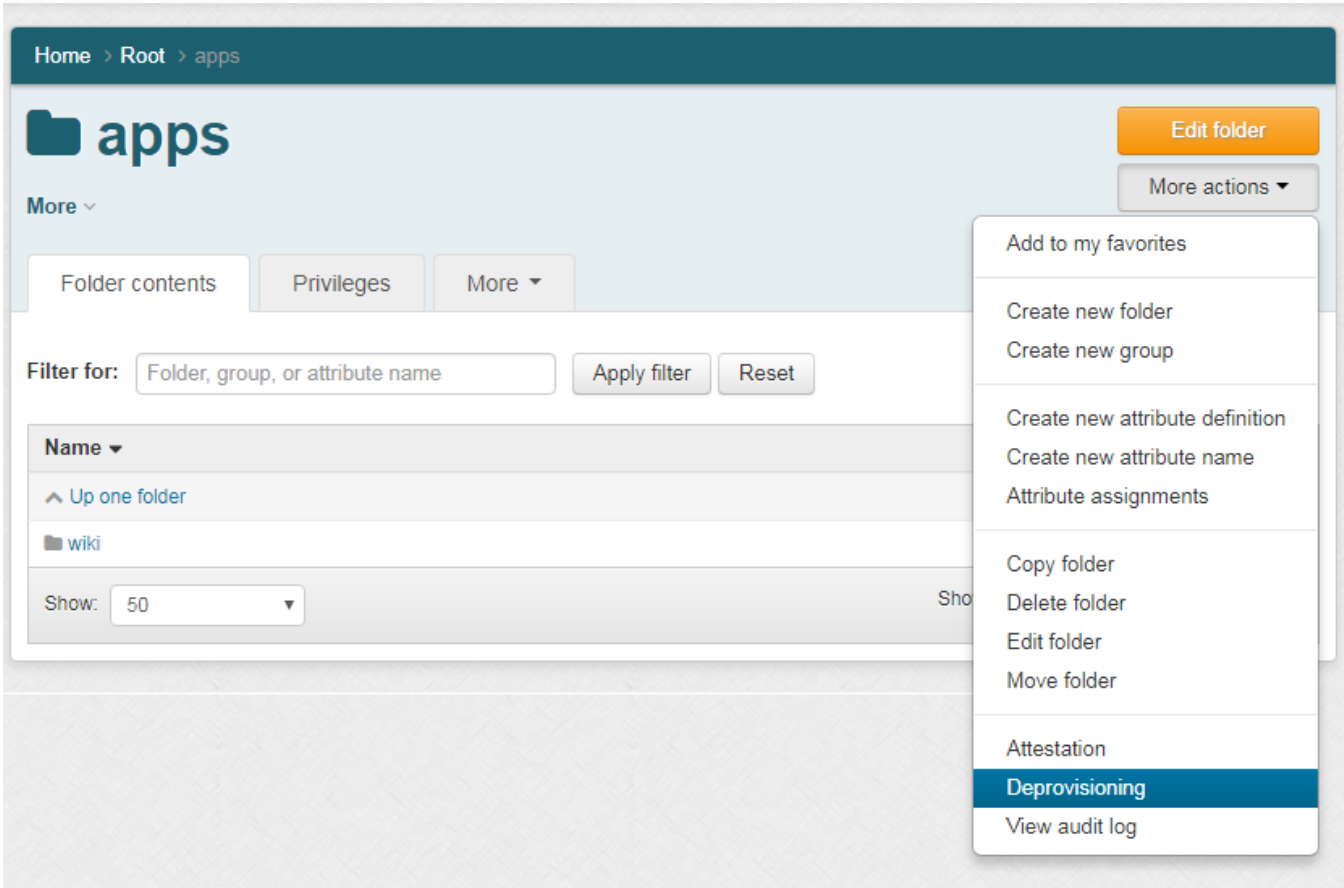 Home > Root > apps
apps
Edit folder
More actions
More
Folder contents
Privileges
More
Add to my favorites
Create new folder
Create new group
Create new attribute definition
Create new attribute name
Attribute assignments
Copy folder
Delete folder
Edit folder
Move folder
Attestation
Deprovisioning
View audit log
Filter for:
Folder, group, or attribute name
Apply filter
Reset
Name
Up one folder
wiki
Show:
50
Sho